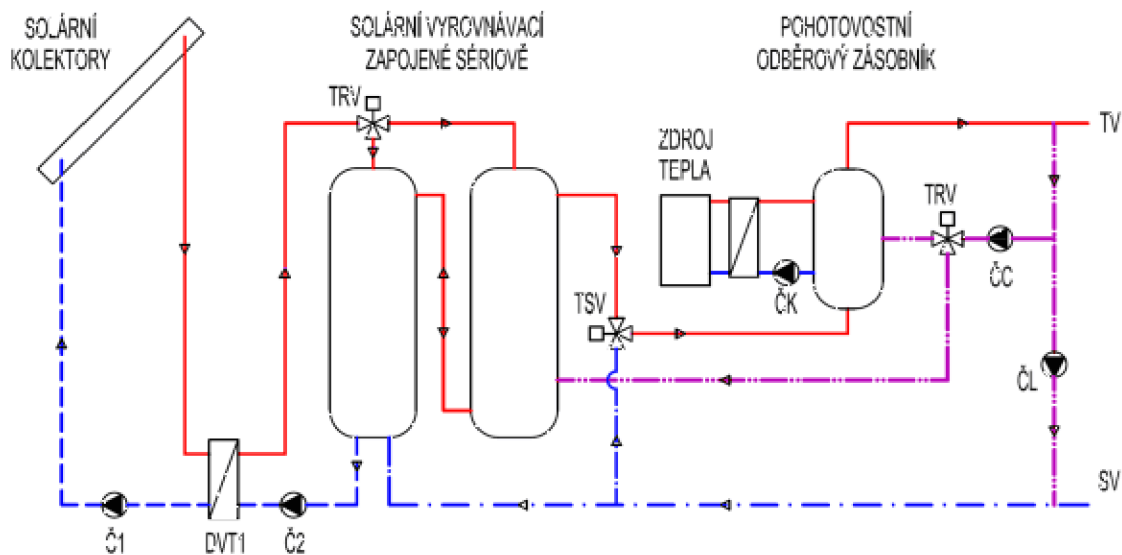 SOLÁRNÍ
KOLEKTORY
SOLÁRNÍ VYROVNÁVACÍ
ZAPOJENÉ SÉRIOVĚ
POHOTOVOSTNÍ
ODBĚROVÝ ZÁSOBNÍK
TRV
ZDROJ
TEPLA
TV
TRV
ČC
ČK
TSV
ČL
SV
Č1
DVT1
Č2